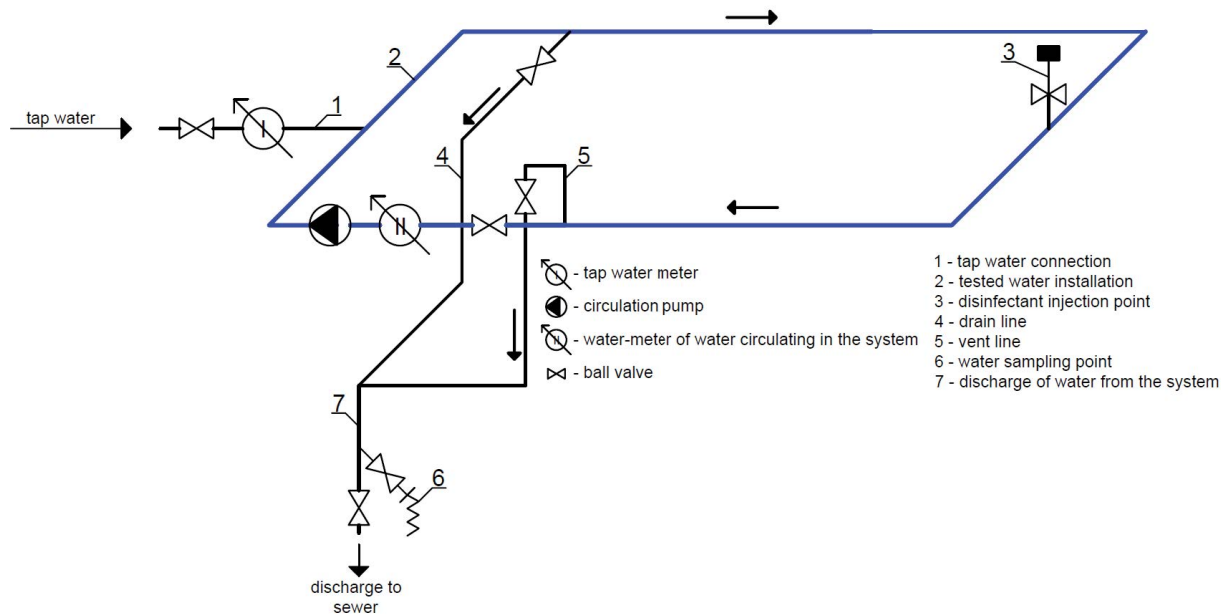 2
3
1
tap water
I
4
5
II
I - tap water meter
- circulation pump
II - water-meter of water circulating in the system
- ball valve
1 - tap water connection
2 - tested water installation
3 - disinfectant injection point
4 - drain line
5 - vent line
6 - water sampling point
7 - discharge of water from the system
7
6
discharge to
sewer